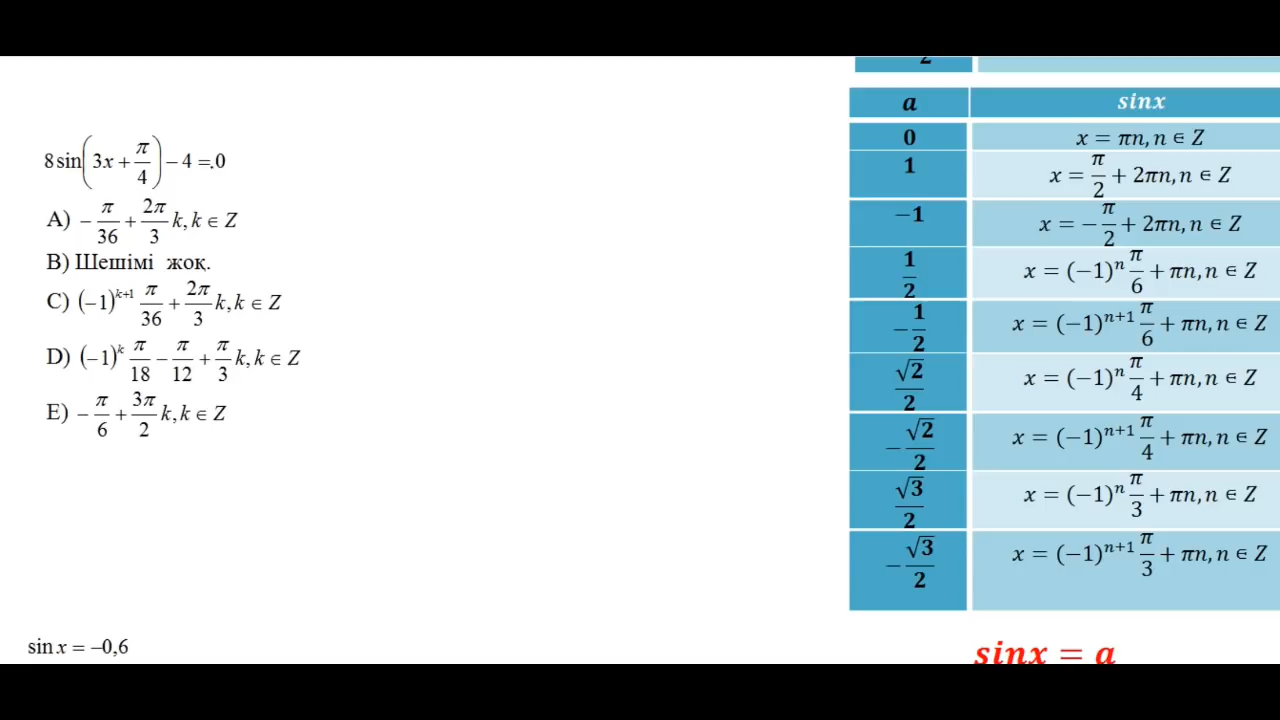 8 sin(3x + π/4) − 4 =.0
A) −π/36 + 2π/3 k, k ∈ Z
B) Шешімі жоқ.
C) (−1)^(k+1) π/36 + 2π/3 k, k ∈ Z
D) (−1)^k π/18 − π/12 + π/3 k, k ∈ Z
E) −π/6 + 3π/2 k, k ∈ Z
sin x = −0,6
2
a sinx
0 x = πn, n ∈ Z
1 x = π/2 + 2πn, n ∈ Z
−1 x = −π/2 + 2πn, n ∈ Z
1/2 x = (−1)^n π/6 + πn, n ∈ Z
−1/2 x = (−1)^(n+1) π/6 + πn, n ∈ Z
√2/2 x = (−1)^n π/4 + πn, n ∈ Z
−√2/2 x = (−1)^(n+1) π/4 + πn, n ∈ Z
√3/2 x = (−1)^n π/3 + πn, n ∈ Z
−√3/2 x = (−1)^(n+1) π/3 + πn, n ∈ Z
sinx = a